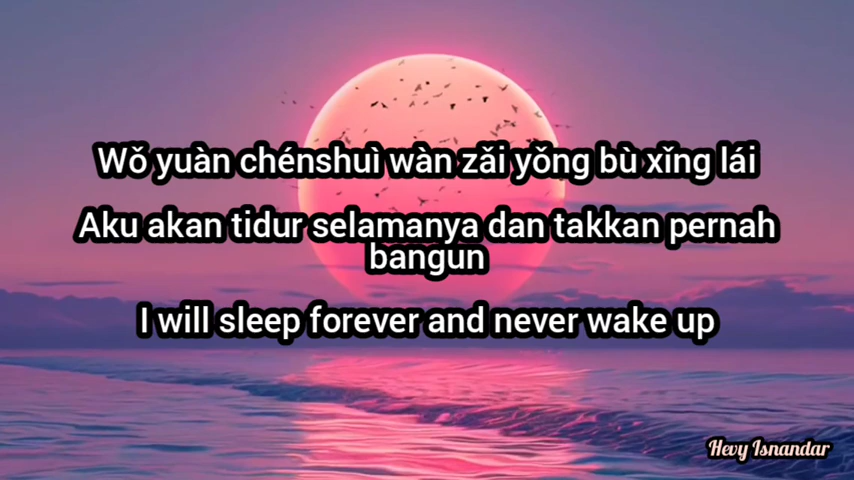 Wǒ yuàn chénshuì wàn zǎi yǒng bù xǐng lái
Aku akan tidur selamanya dan takkan pernah
bangun
I will sleep forever and never wake up
Hevy Isnandar